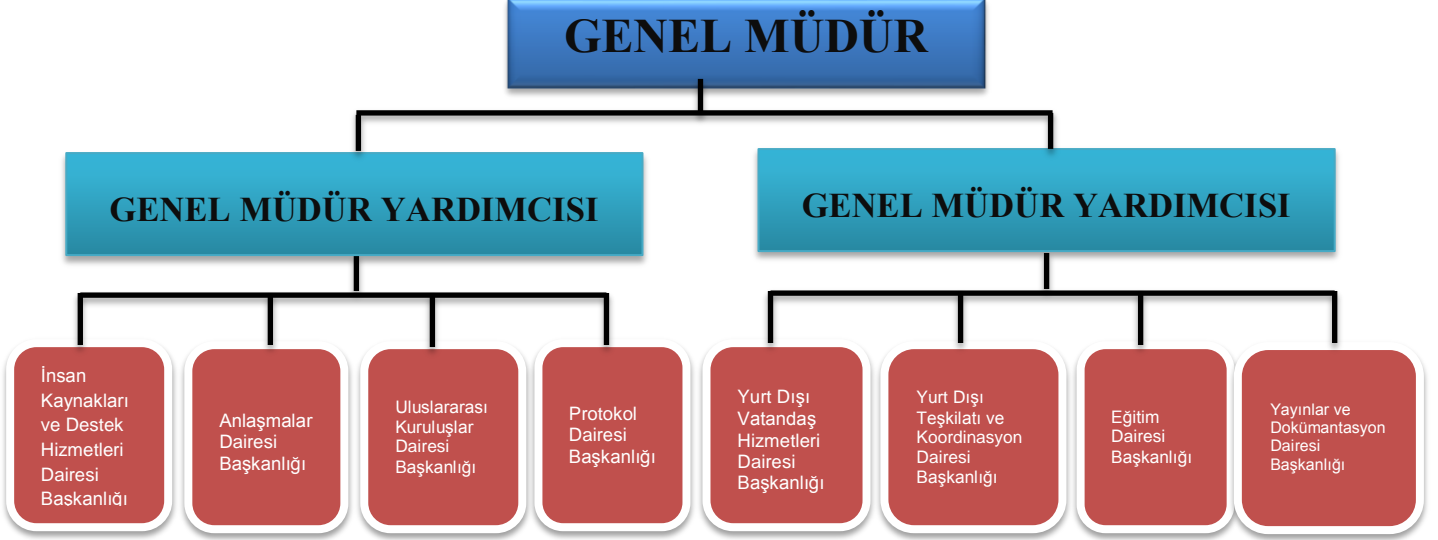 GENEL MÜDÜR
GENEL MÜDÜR YARDIMCISI
GENEL MÜDÜR YARDIMCISI
İnsan
Kaynakları
ve Destek
Hizmetleri
Dairesi
Başkanlığı
Anlaşmalar
Dairesi
Başkanlığı
Uluslararası
Kuruluşlar
Dairesi
Başkanlığı
Protokol
Dairesi
Başkanlığı
Yurt Dışı
Vatandaş
Hizmetleri
Dairesi
Başkanlığı
Yurt Dışı
Teşkilatı ve
Koordinasyon
Dairesi
Başkanlığı
Eğitim
Dairesi
Başkanlığı
Yayınlar ve
Dokümantasyon
Dairesi
Başkanlığı